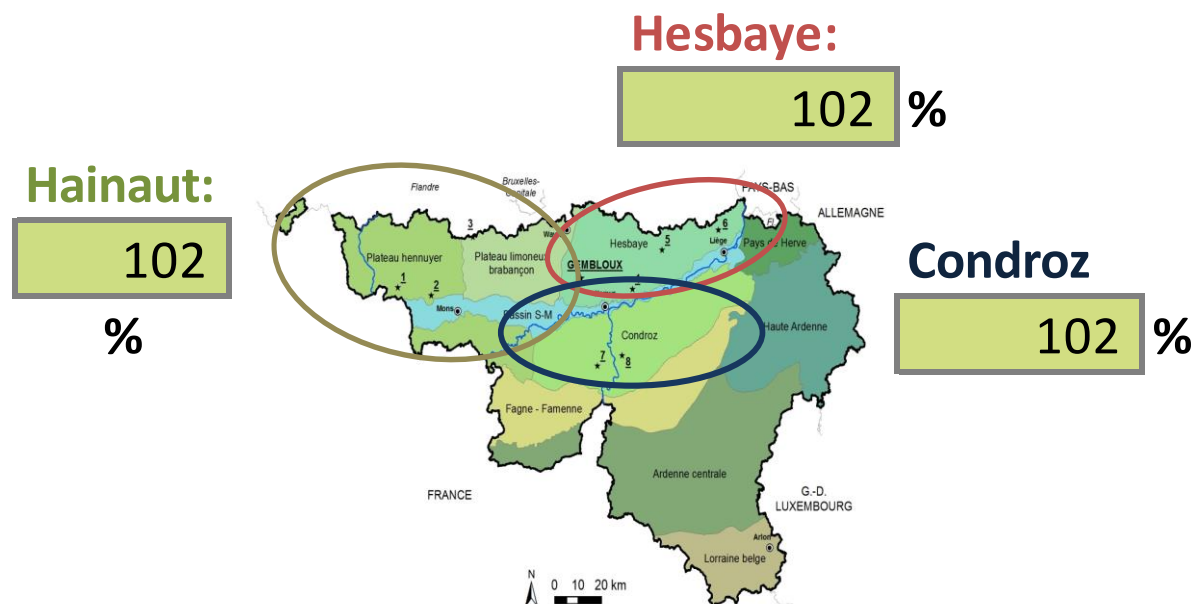 Hesbaye:
102 %
Hainaut:
102
%
Condroz
102 %
Flandre
Bruxelles-
Capitale
PAYS-BAS
ALLEMAGNE
3
6
5
Hesbaye
Liège
Pays de Herve
Plateau hennuyer
Plateau limoneux
brabançon
GEMBLOUX
1
2
Mons
Bassin S-M
Condroz
Haute Ardenne
7
8
Fagne - Famenne
Ardenne centrale
FRANCE
G.-D.
LUXEMBOURG
Arlon
Lorraine belge
N
0 10 20 km